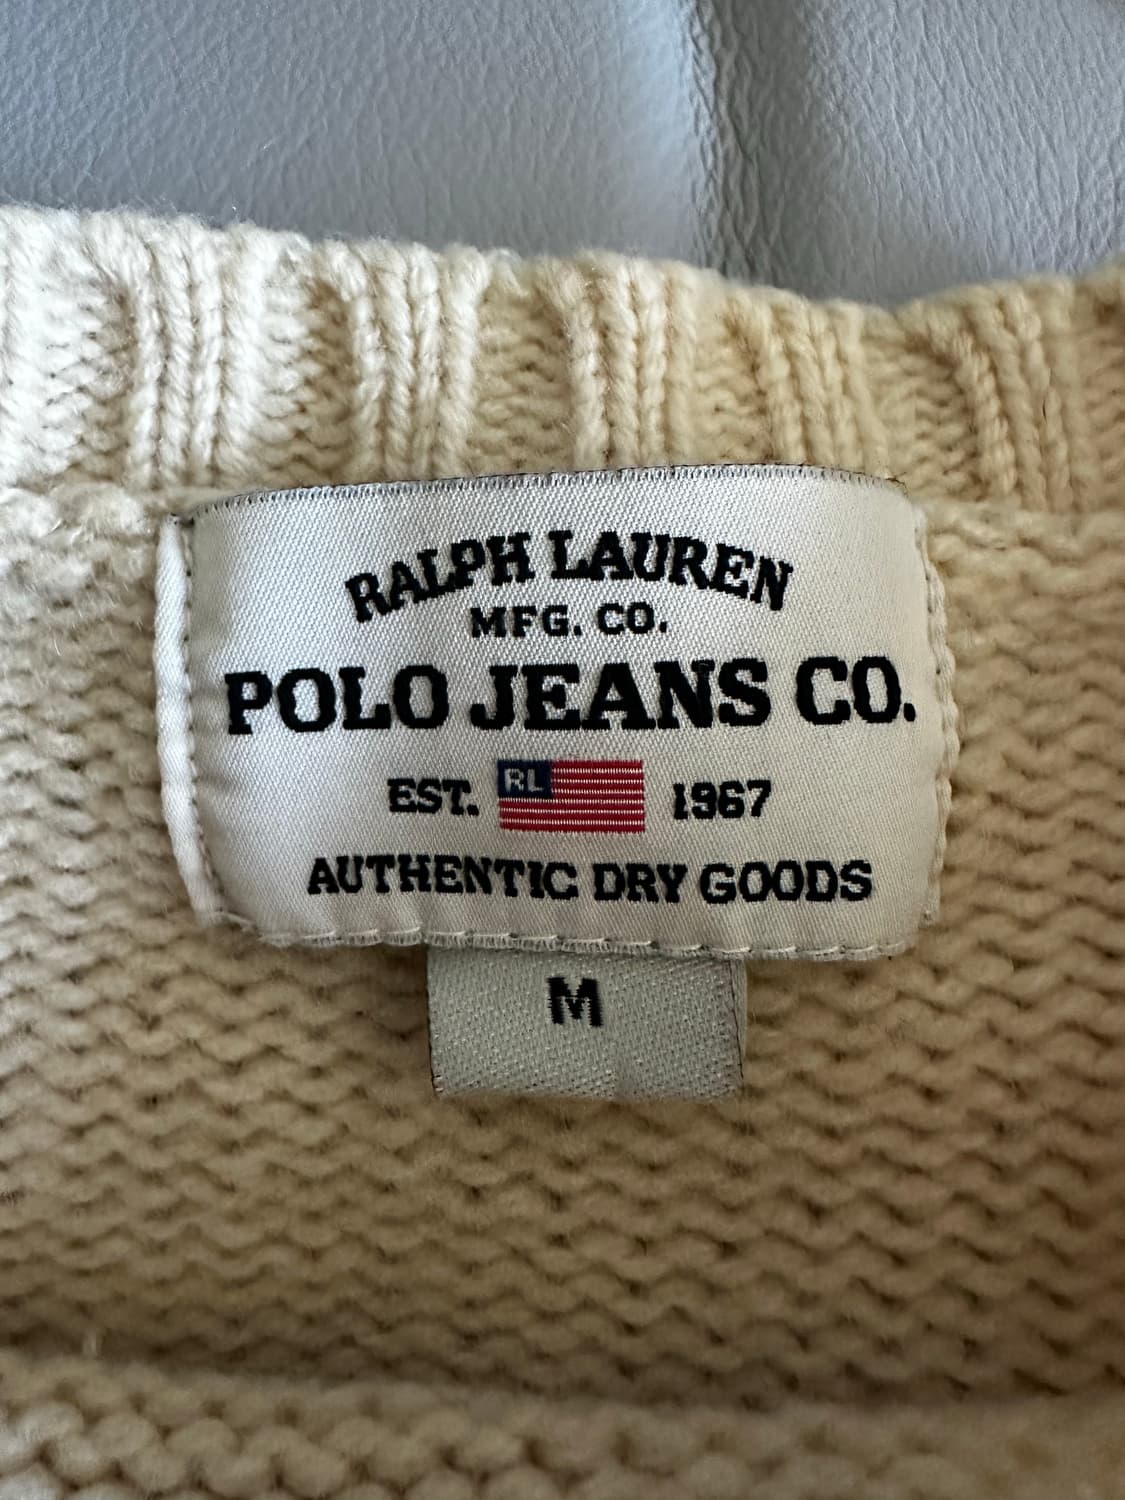 RALPH LAUREN
MFG. CO.
POLO JEANS CO.
EST. RL 1967
AUTHENTIC DRY GOODS
M